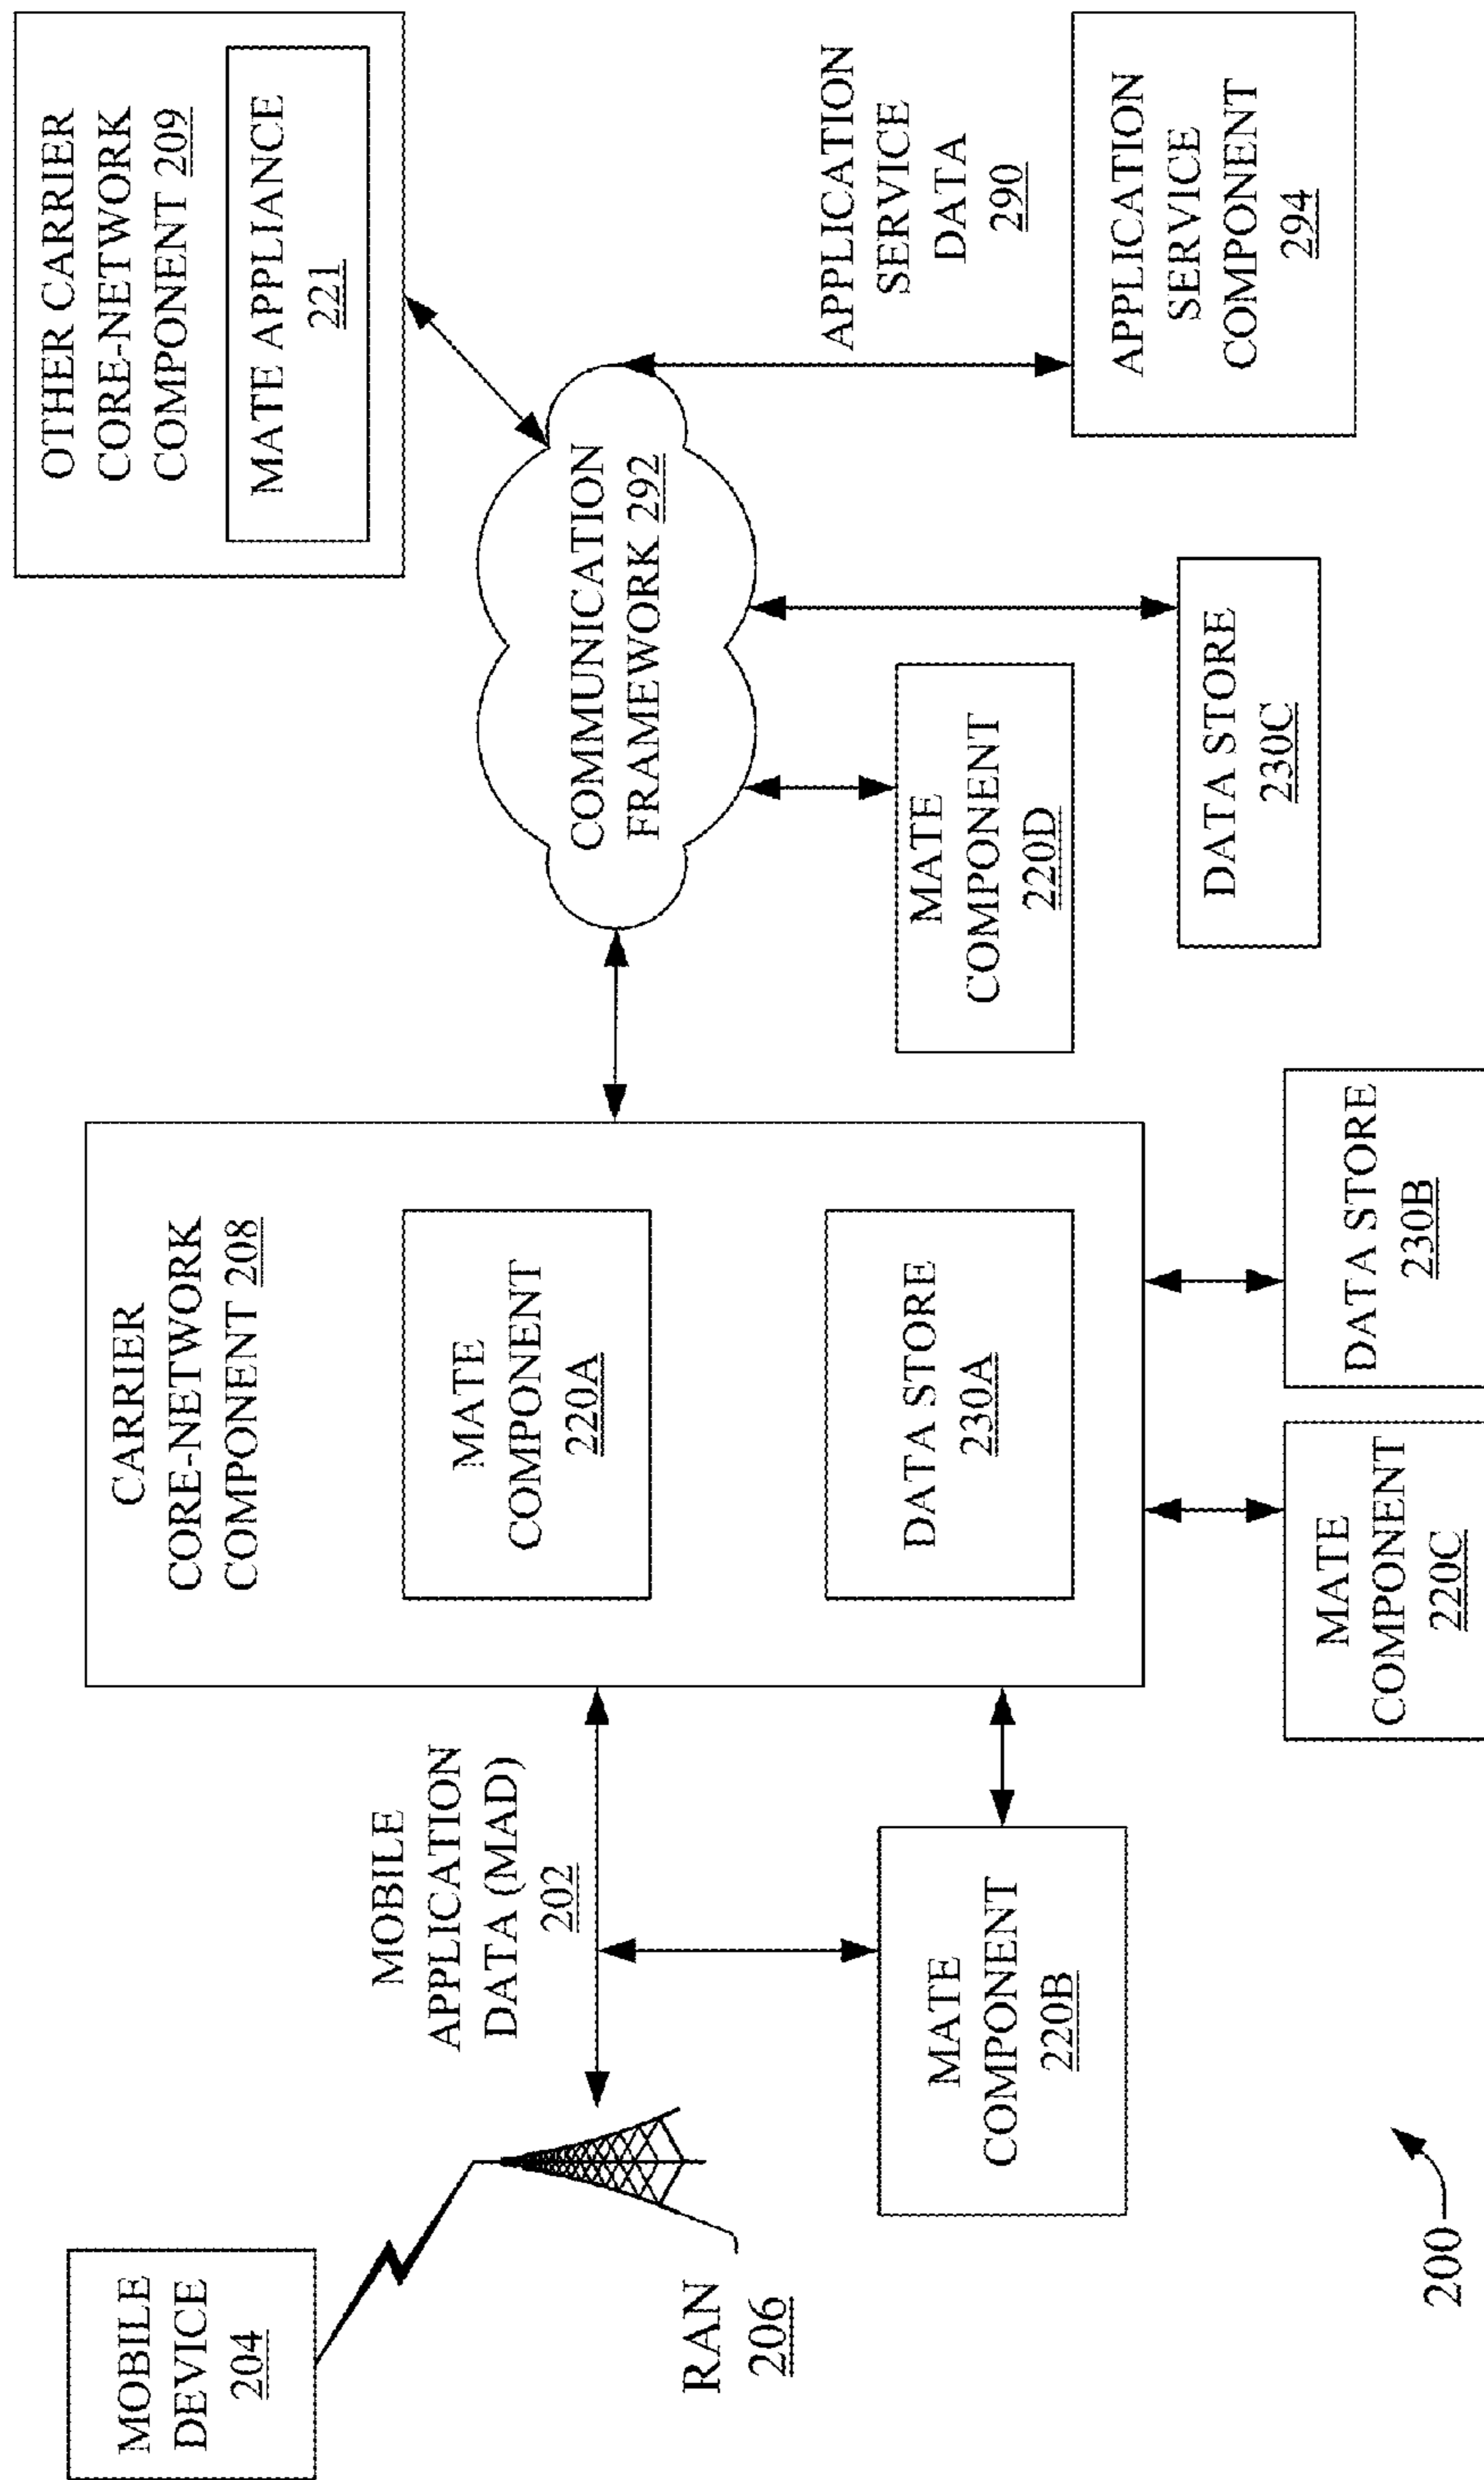 MOBILE
DEVICE
204
RAN
206
MOBILE
APPLICATION
DATA (MAD)
202
MATE
COMPONENT
220B
CARRIER
CORE-NETWORK
COMPONENT 208
MATE
COMPONENT
220A
DATA STORE
230A
MATE
COMPONENT
220C
DATA STORE
230B
COMMUNICATION
FRAMEWORK 292
MATE
COMPONENT
220D
DATA STORE
230C
OTHER CARRIER
CORE-NETWORK
COMPONENT 209
MATE APPLIANCE
221
APPLICATION
SERVICE
DATA
290
APPLICATION
SERVICE
COMPONENT
294
200